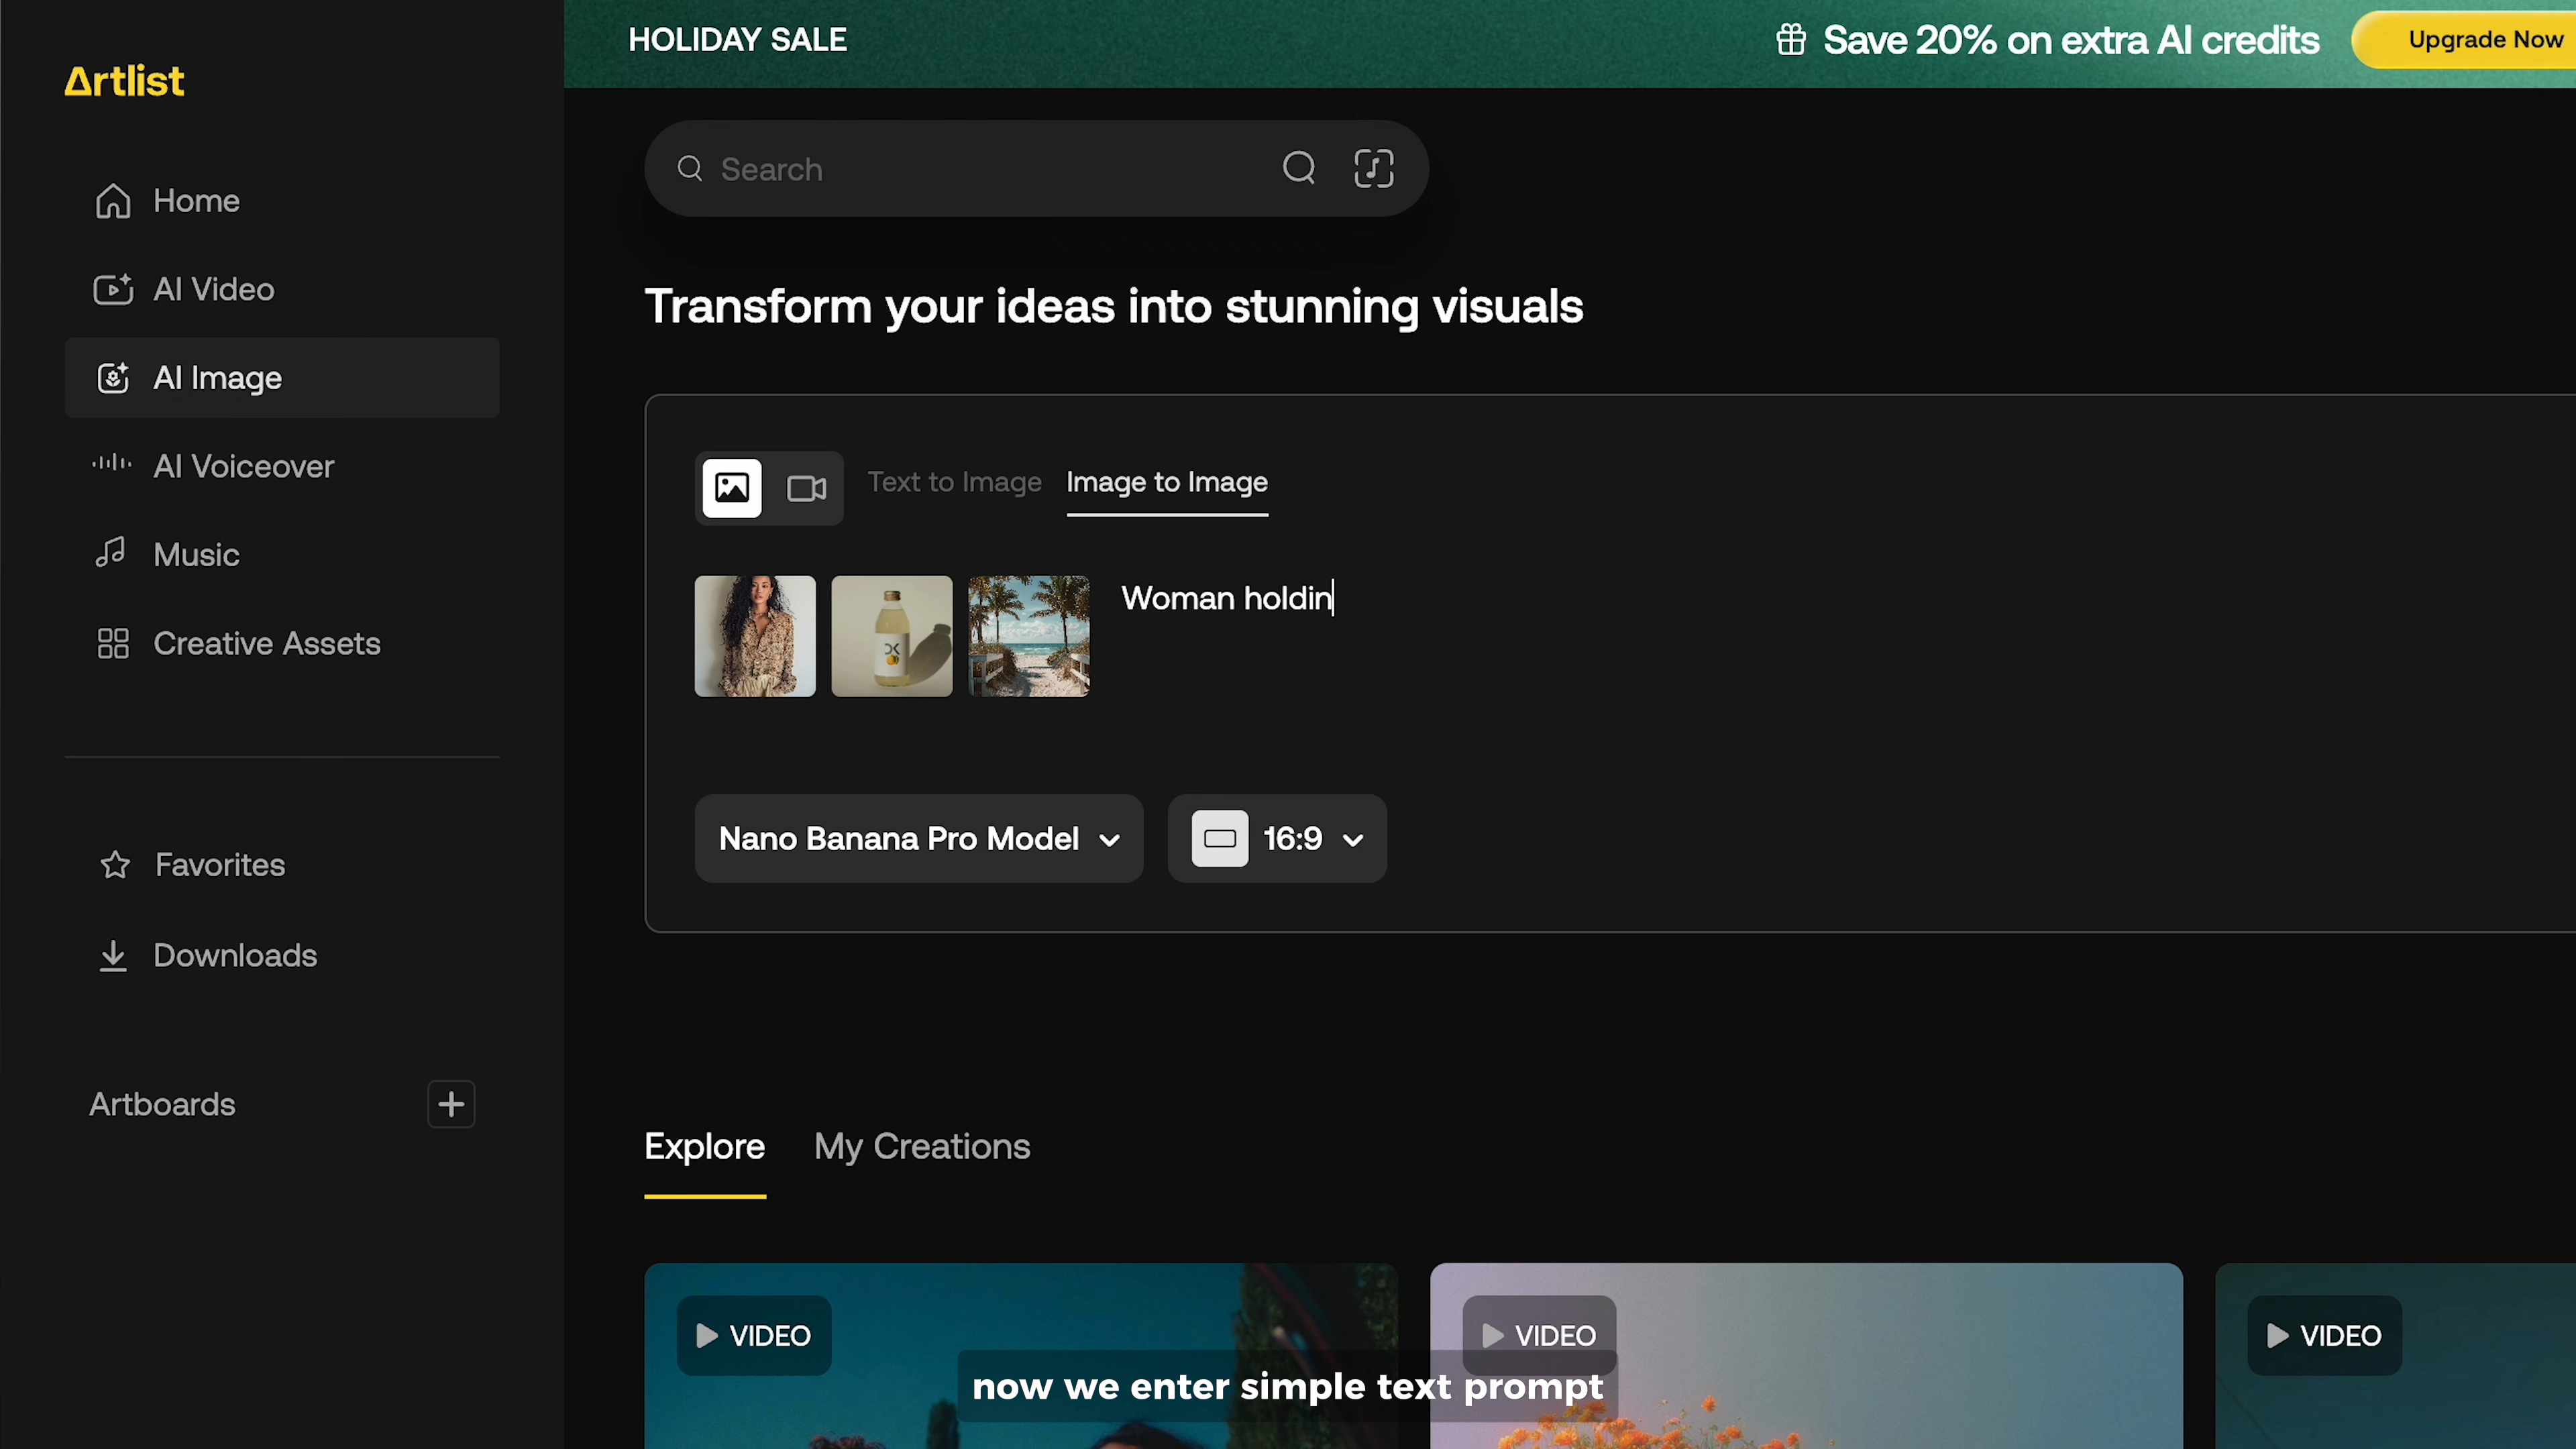 HOLIDAY SALE
Save 20% on extra AI credits
Upgrade Now
Artlist
Search
Home
AI Video
AI Image
AI Voiceover
Music
Creative Assets
Favorites
Downloads
Artboards
Transform your ideas into stunning visuals
Text to Image
Image to Image
Woman holdin
Nano Banana Pro Model
16:9
Explore
My Creations
VIDEO
VIDEO
VIDEO
now we enter simple text prompt